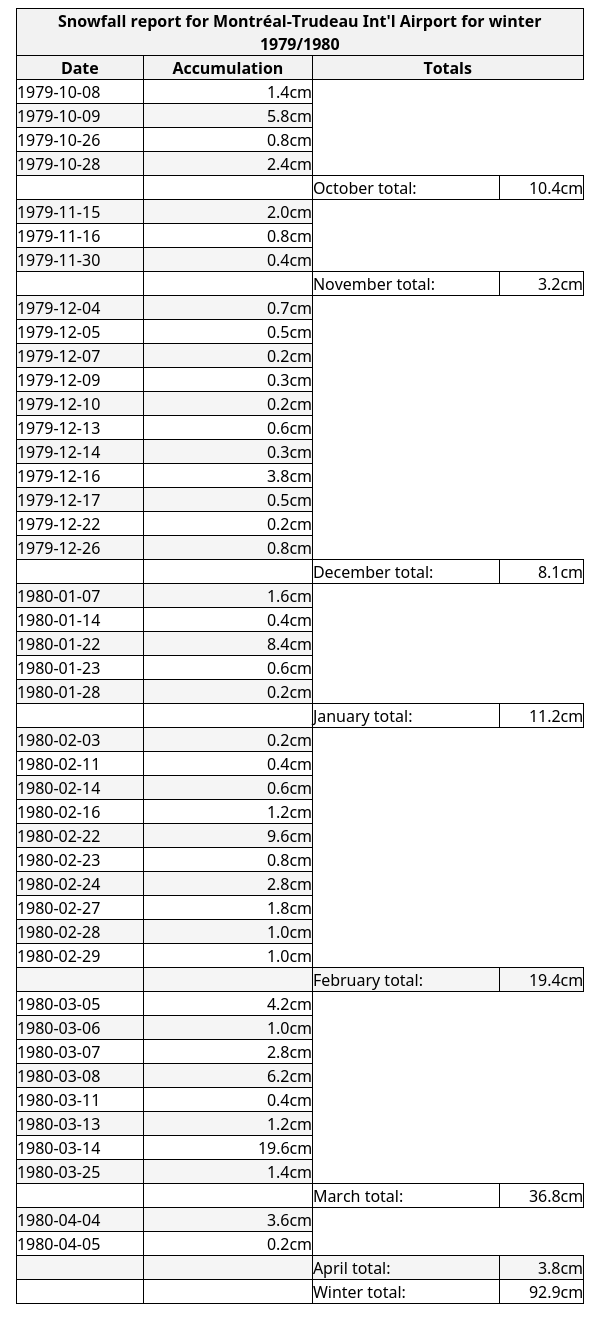 Snowfall report for Montréal-Trudeau Int'l Airport for winter
1979/1980
Date Accumulation Totals
1979-10-08 1.4cm
1979-10-09 5.8cm
1979-10-26 0.8cm
1979-10-28 2.4cm
October total: 10.4cm
1979-11-15 2.0cm
1979-11-16 0.8cm
1979-11-30 0.4cm
November total: 3.2cm
1979-12-04 0.7cm
1979-12-05 0.5cm
1979-12-07 0.2cm
1979-12-09 0.3cm
1979-12-10 0.2cm
1979-12-13 0.6cm
1979-12-14 0.3cm
1979-12-16 3.8cm
1979-12-17 0.5cm
1979-12-22 0.2cm
1979-12-26 0.8cm
December total: 8.1cm
1980-01-07 1.6cm
1980-01-14 0.4cm
1980-01-22 8.4cm
1980-01-23 0.6cm
1980-01-28 0.2cm
January total: 11.2cm
1980-02-03 0.2cm
1980-02-11 0.4cm
1980-02-14 0.6cm
1980-02-16 1.2cm
1980-02-22 9.6cm
1980-02-23 0.8cm
1980-02-24 2.8cm
1980-02-27 1.8cm
1980-02-28 1.0cm
1980-02-29 1.0cm
February total: 19.4cm
1980-03-05 4.2cm
1980-03-06 1.0cm
1980-03-07 2.8cm
1980-03-08 6.2cm
1980-03-11 0.4cm
1980-03-13 1.2cm
1980-03-14 19.6cm
1980-03-25 1.4cm
March total: 36.8cm
1980-04-04 3.6cm
1980-04-05 0.2cm
April total: 3.8cm
Winter total: 92.9cm